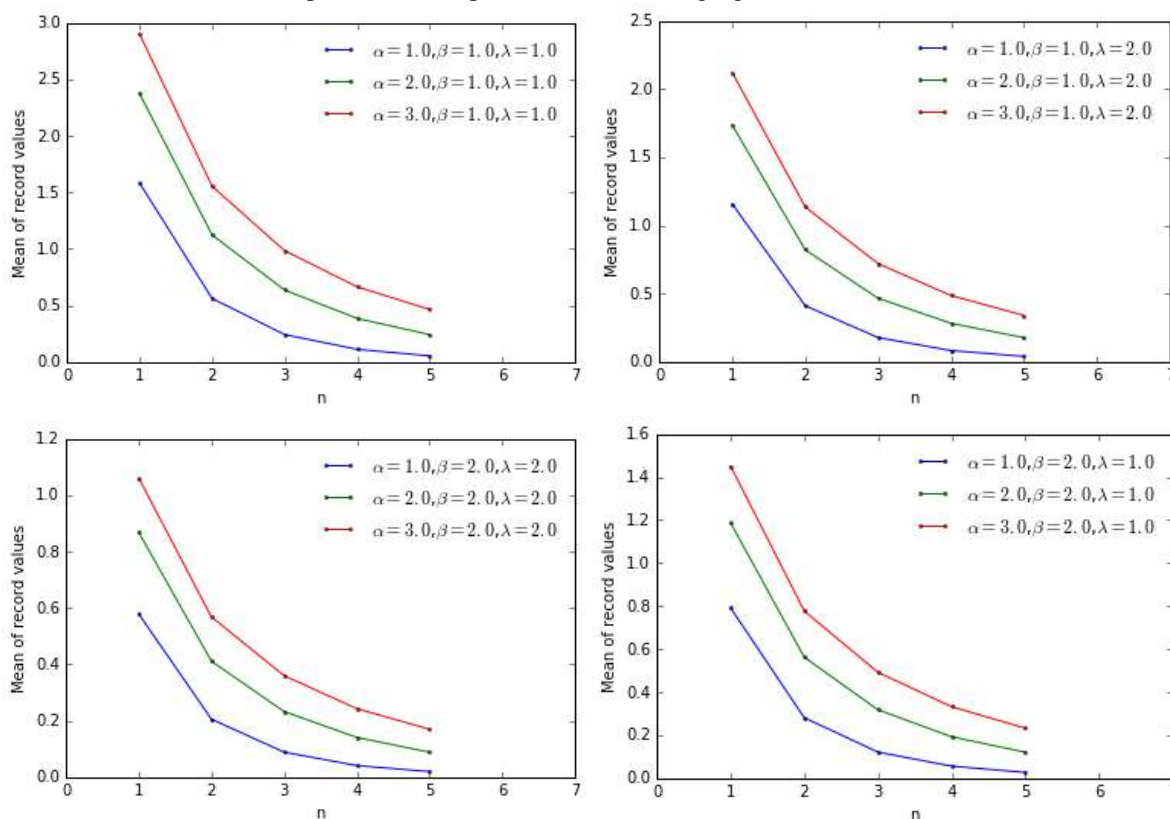 3.0
2.5
2.0
1.5
1.0
0.5
0.0
Mean of record values
α=1.0,β=1.0,λ=1.0
α=2.0,β=1.0,λ=1.0
α=3.0,β=1.0,λ=1.0
0 1 2 3 4 5 6 7
n
2.5
2.0
1.5
1.0
0.5
0.0
Mean of record values
α=1.0,β=1.0,λ=2.0
α=2.0,β=1.0,λ=2.0
α=3.0,β=1.0,λ=2.0
0 1 2 3 4 5 6 7
n
1.2
1.0
0.8
0.6
0.4
0.2
0.0
Mean of record values
α=1.0,β=2.0,λ=2.0
α=2.0,β=2.0,λ=2.0
α=3.0,β=2.0,λ=2.0
0 1 2 3 4 5 6 7
n
1.6
1.4
1.2
1.0
0.8
0.6
0.4
0.2
0.0
Mean of record values
α=1.0,β=2.0,λ=1.0
α=2.0,β=2.0,λ=1.0
α=3.0,β=2.0,λ=1.0
0 1 2 3 4 5 6 7
n